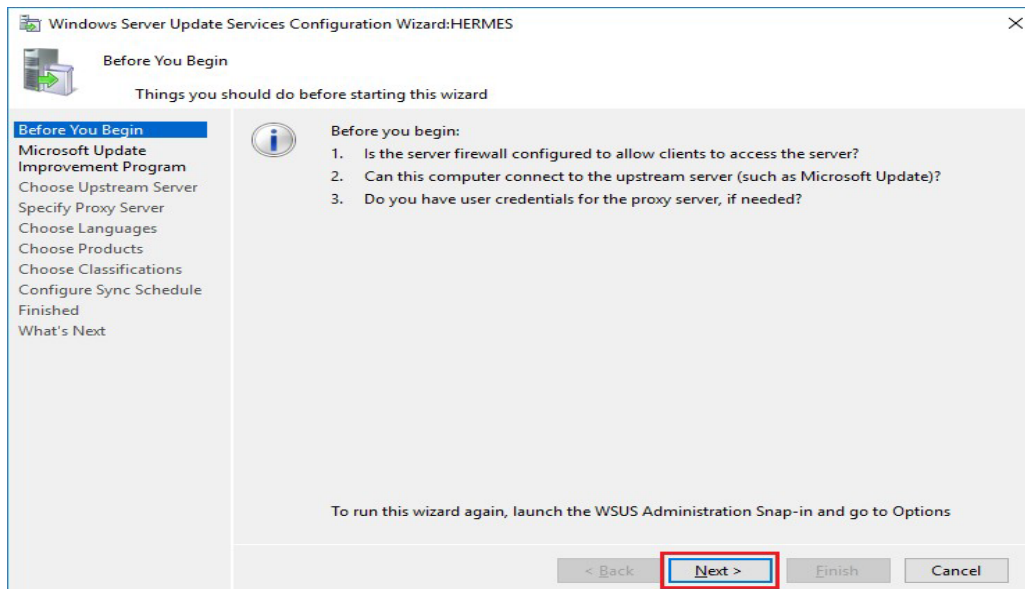 Windows Server Update Services Configuration Wizard:HERMES
Before You Begin
Things you should do before starting this wizard
Before You Begin
Microsoft Update
Improvement Program
Choose Upstream Server
Specify Proxy Server
Choose Languages
Choose Products
Choose Classifications
Configure Sync Schedule
Finished
What's Next
Before you begin:
1. Is the server firewall configured to allow clients to access the server?
2. Can this computer connect to the upstream server (such as Microsoft Update)?
3. Do you have user credentials for the proxy server, if needed?
To run this wizard again, launch the WSUS Administration Snap-in and go to Options
< Back Next > Finish Cancel